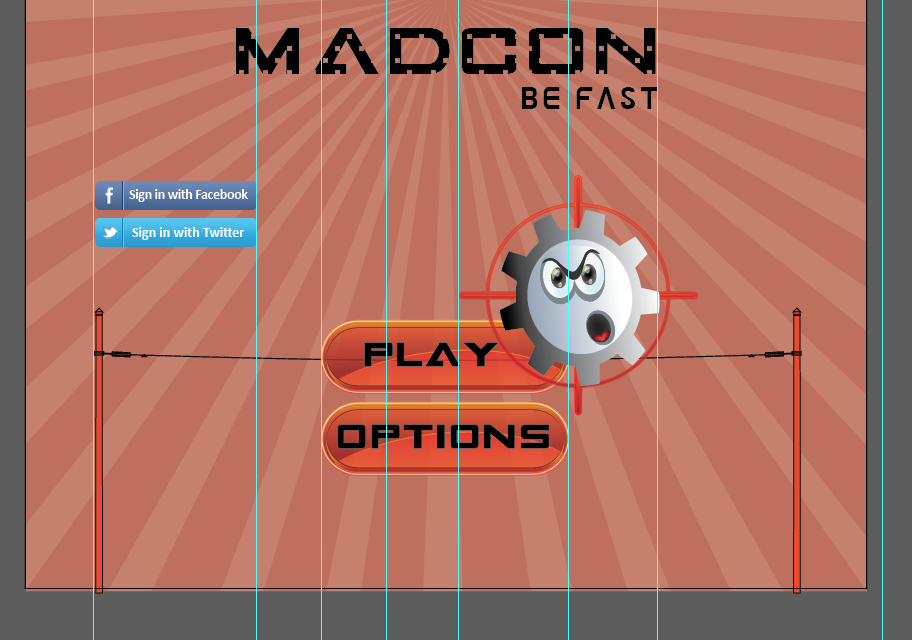 MADCON
BE FAST
Sign in with Facebook
Sign in with Twitter
PLAY
OPTIONS